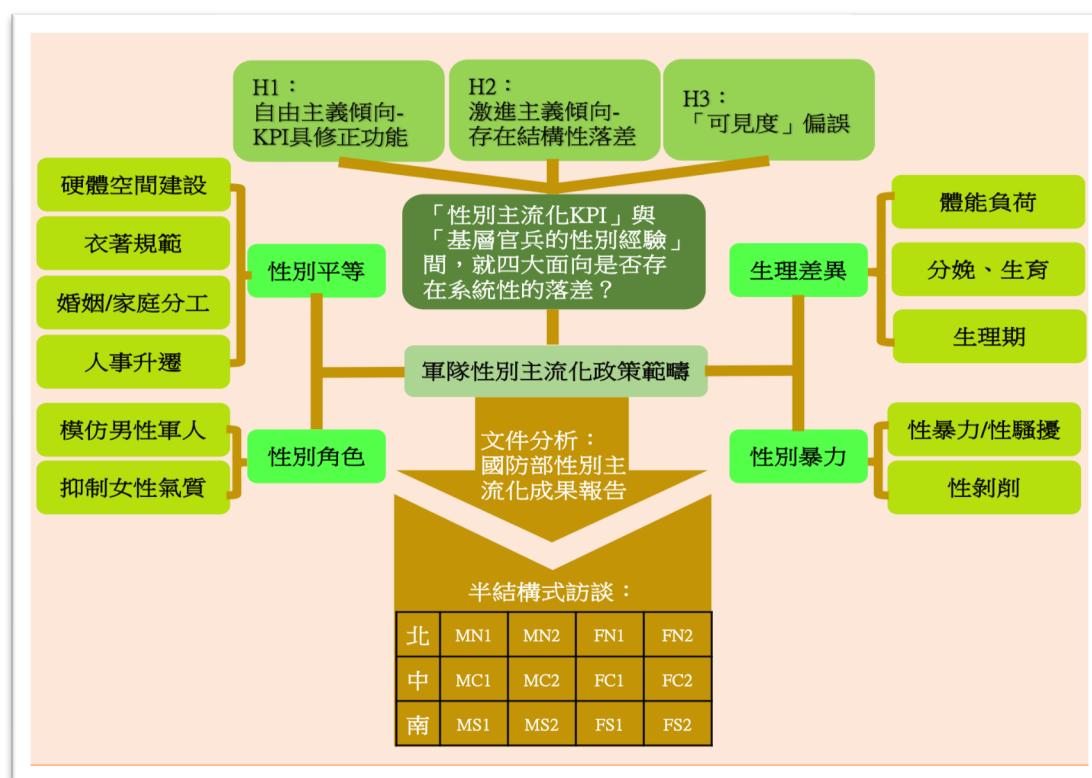 H1：
自由主義傾向-
KPI具修正功能
H2：
激進主義傾向-
存在結構性落差
H3：
「可見度」偏誤
硬體空間建設
衣著規範
婚姻/家庭分工
人事升遷
模仿男性軍人
抑制女性氣質
性別平等
性別角色
「性別主流化KPI」與
「基層官兵的性別經驗」
間，就四大面向是否存
在系統性的落差？
軍隊性別主流化政策範疇
生理差異
性別暴力
體能負荷
分娩、生育
生理期
性暴力/性騷擾
性剝削
文件分析：
國防部性別主
流化成果報告
半結構式訪談：
北 MN1 MN2 FN1 FN2
中 MC1 MC2 FC1 FC2
南 MS1 MS2 FS1 FS2